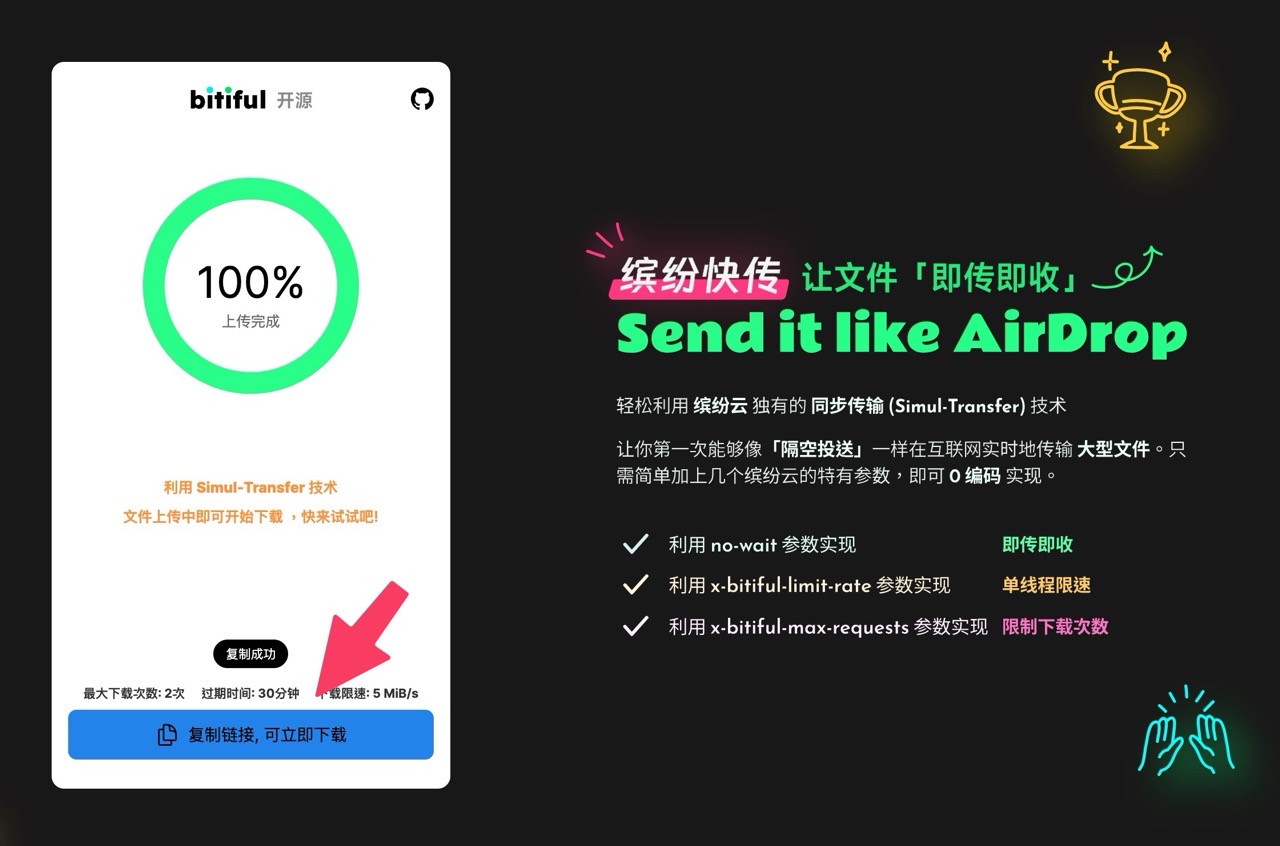 bitiful 开源
100%
上传完成
利用 Simul-Transfer 技术
文件上传中即可开始下载 ，快来试试吧!
复制成功
最大下载次数: 2次 过期时间: 30分钟 下载限速: 5 MiB/s
复制链接, 可立即下载
缤纷快传 让文件「即传即收」
Send it like AirDrop
轻松利用 缤纷云 独有的 同步传输 (Simul-Transfer) 技术
让你第一次能够像「隔空投送」一样在互联网实时地传输 大型文件。只
需简单加上几个缤纷云的特有参数，即可 0 编码 实现。
利用 no-wait 参数实现 即传即收
利用 x-bitiful-limit-rate 参数实现 单线程限速
利用 x-bitiful-max-requests 参数实现 限制下载次数